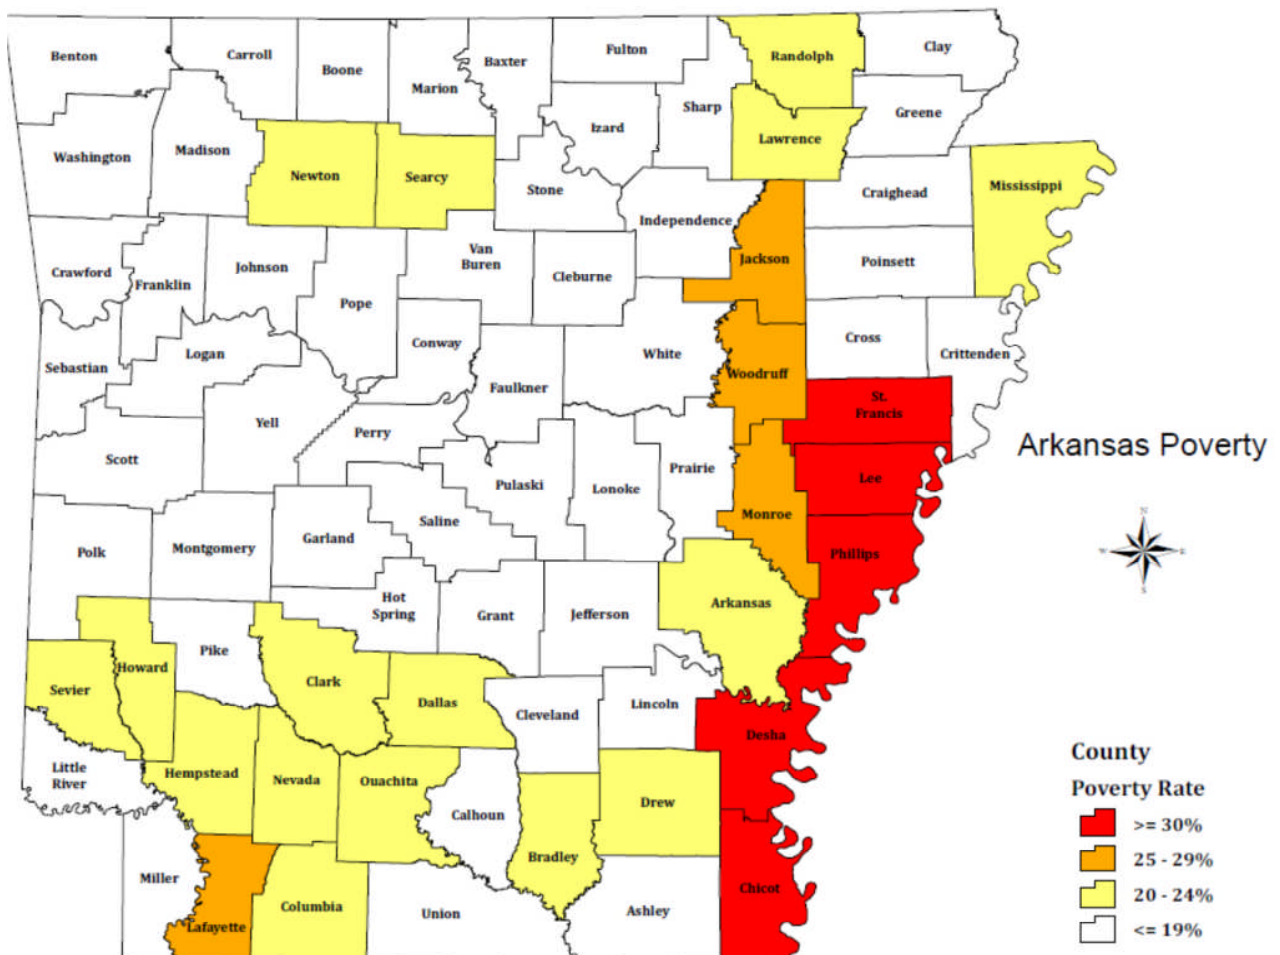 Benton
Carroll
Boone
Marion
Baxter
Fulton
Sharp
Randolph
Clay
Greene
Lawrence
Izard
Washington
Madison
Newton
Searcy
Stone
Independence
Craighead
Mississippi
Jackson
Poinsett
Crawford
Franklin
Johnson
Pope
Van
Buren
Cleburne
Sebastian
Logan
Conway
White
Woodruff
Cross
Crittenden
Faulkner
St.
Francis
Scott
Yell
Perry
Pulaski
Lonoke
Prairie
Lee
Arkansas Poverty
Monroe
Phillips
Polk
Montgomery
Garland
Saline
N
W
E
S
Hot
Spring
Grant
Jefferson
Arkansas
Sevier
Howard
Pike
Clark
Dallas
Cleveland
Lincoln
Desha
Little
River
Hempstead
Nevada
Ouachita
Calhoun
Bradley
Drew
Miller
Lafayette
Columbia
Union
Ashley
Chicot
County
Poverty Rate
>= 30%
25 - 29%
20 - 24%
<= 19%